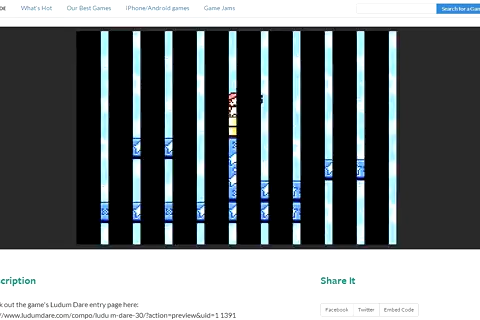 What's Hot Our Best Games iPhone/Android games Game Jams Search for a Gam
cription Share It
k out the game's Ludum Dare entry page here:
Facebook Twitter Embed Code
//www.ludumdare.com/compo/ludu m-dare-30/?action=preview&uid=1 1391